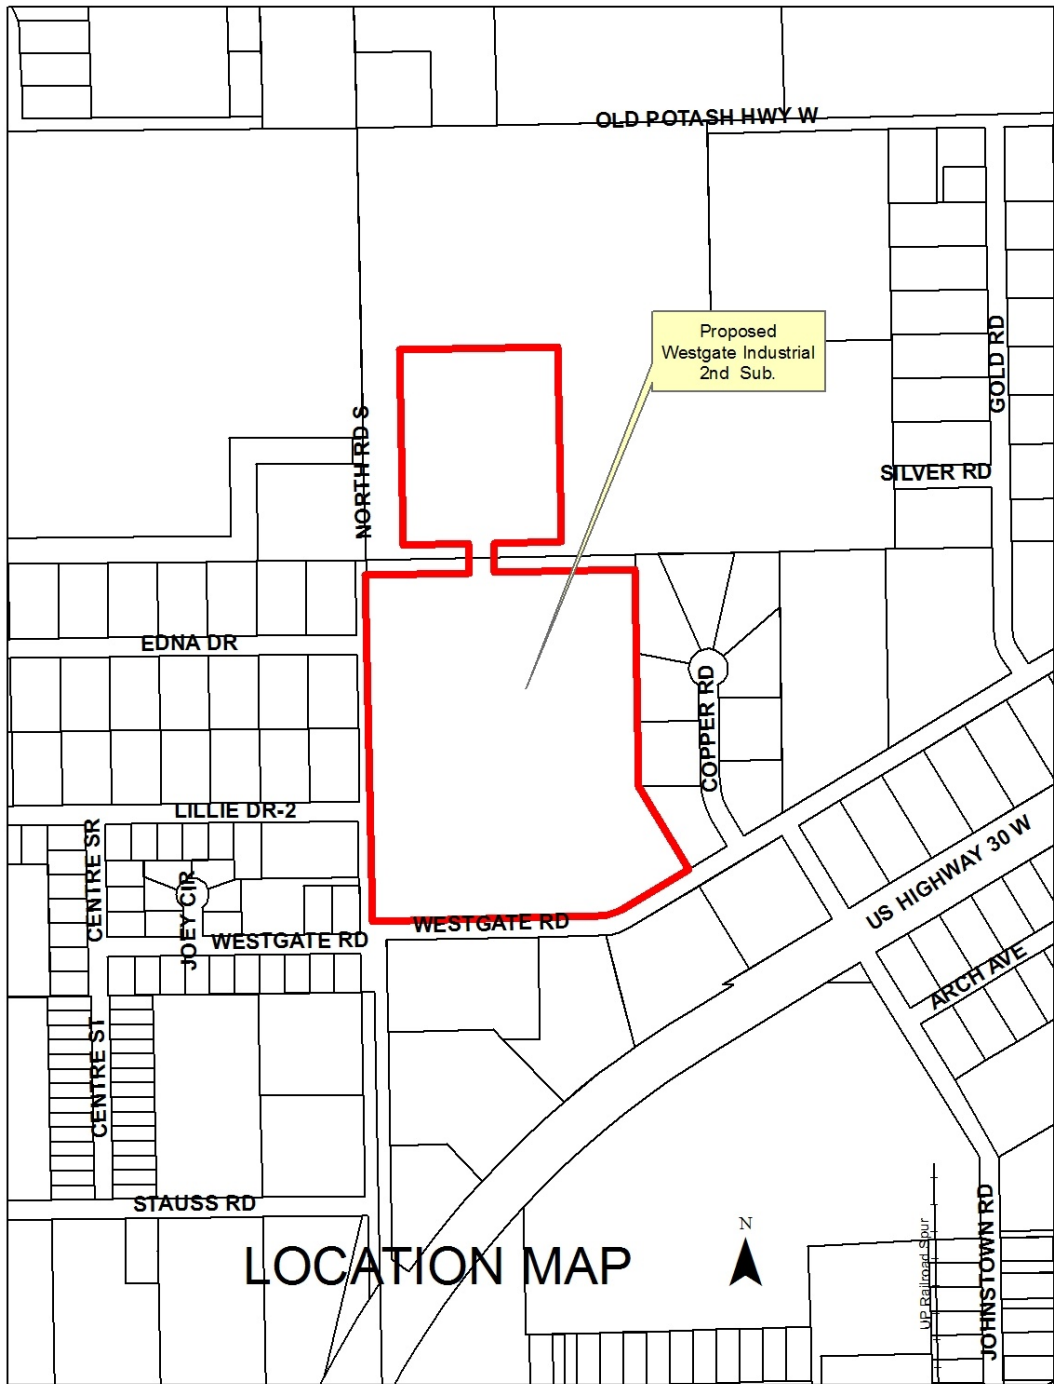 OLD POTASH HWY W
Proposed
Westgate Industrial
2nd Sub.
GOLD RD
NORTH RD S
SILVER RD
EDNA DR
COPPER RD
LILLIE DR-2
CENTRE SR
JOEY CIR
US HIGHWAY 30 W
WESTGATE RD
WESTGATE RD
ARCH AVE
CENTRE ST
STAUSS RD
JOHNSTOWN RD
UP Railroad Spur
N
LOCATION MAP